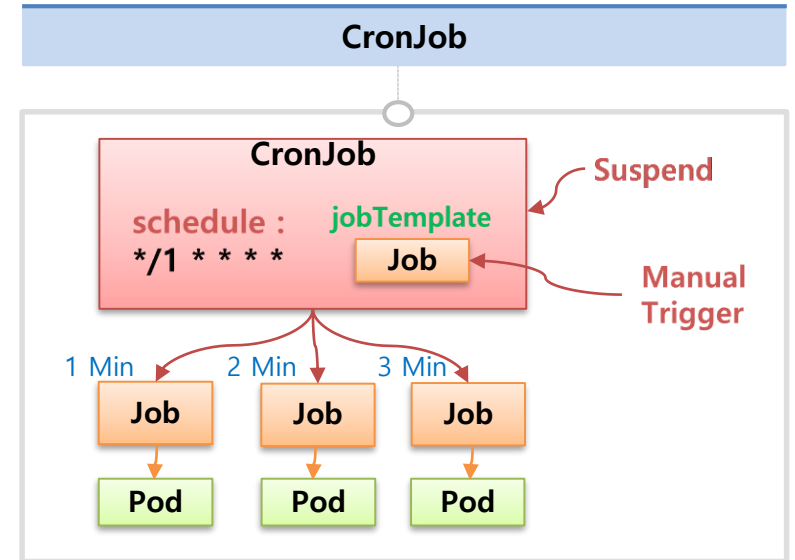 CronJob
CronJob
Suspend
schedule :
jobTemplate
*/1 * * * *
Job
Manual
Trigger
1 Min
2 Min
3 Min
Job
Job
Job
Pod
Pod
Pod